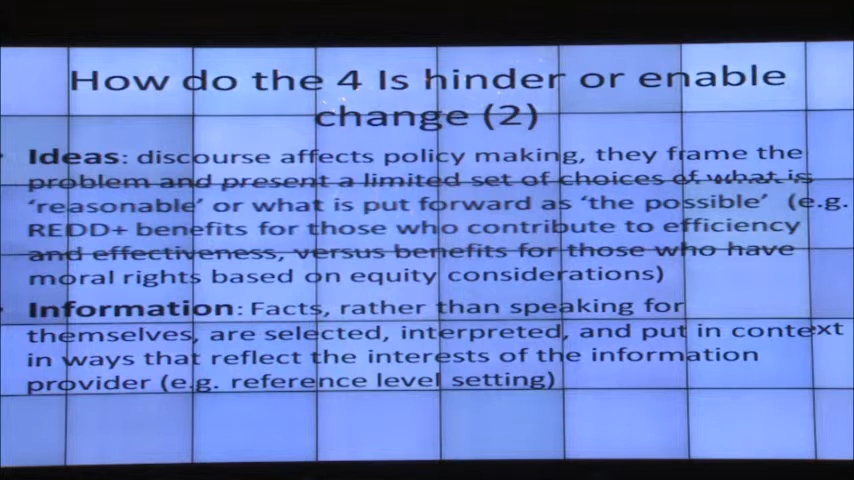 How do the 4 Is hinder or enable
change (2)
Ideas: discourse affects policy making, they frame the
problem and present a limited set of choices of what is
‘reasonable’ or what is put forward as ‘the possible’ (e.g.
REDD+ benefits for those who contribute to efficiency
and effectiveness, versus benefits for those who have
moral rights based on equity considerations)
Information: Facts, rather than speaking for
themselves, are selected, interpreted, and put in context
in ways that reflect the interests of the information
provider (e.g. reference level setting)